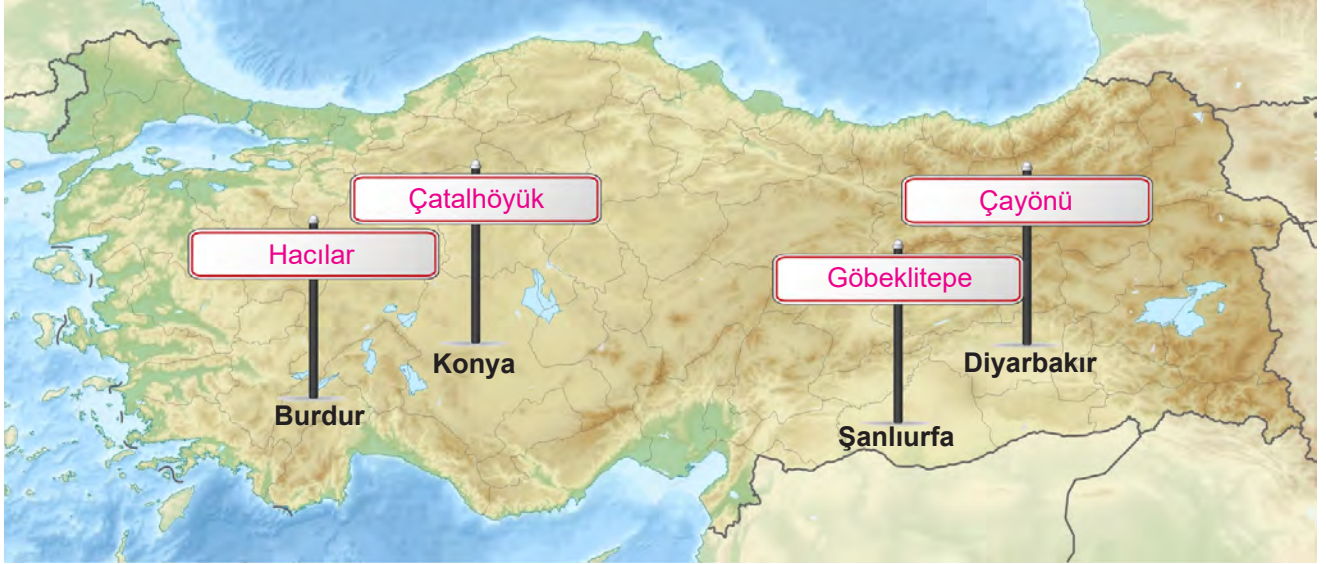 Çatalhöyük
Çayönü
Hacılar
Göbeklitepe
Konya
Diyarbakır
Burdur
Şanlıurfa